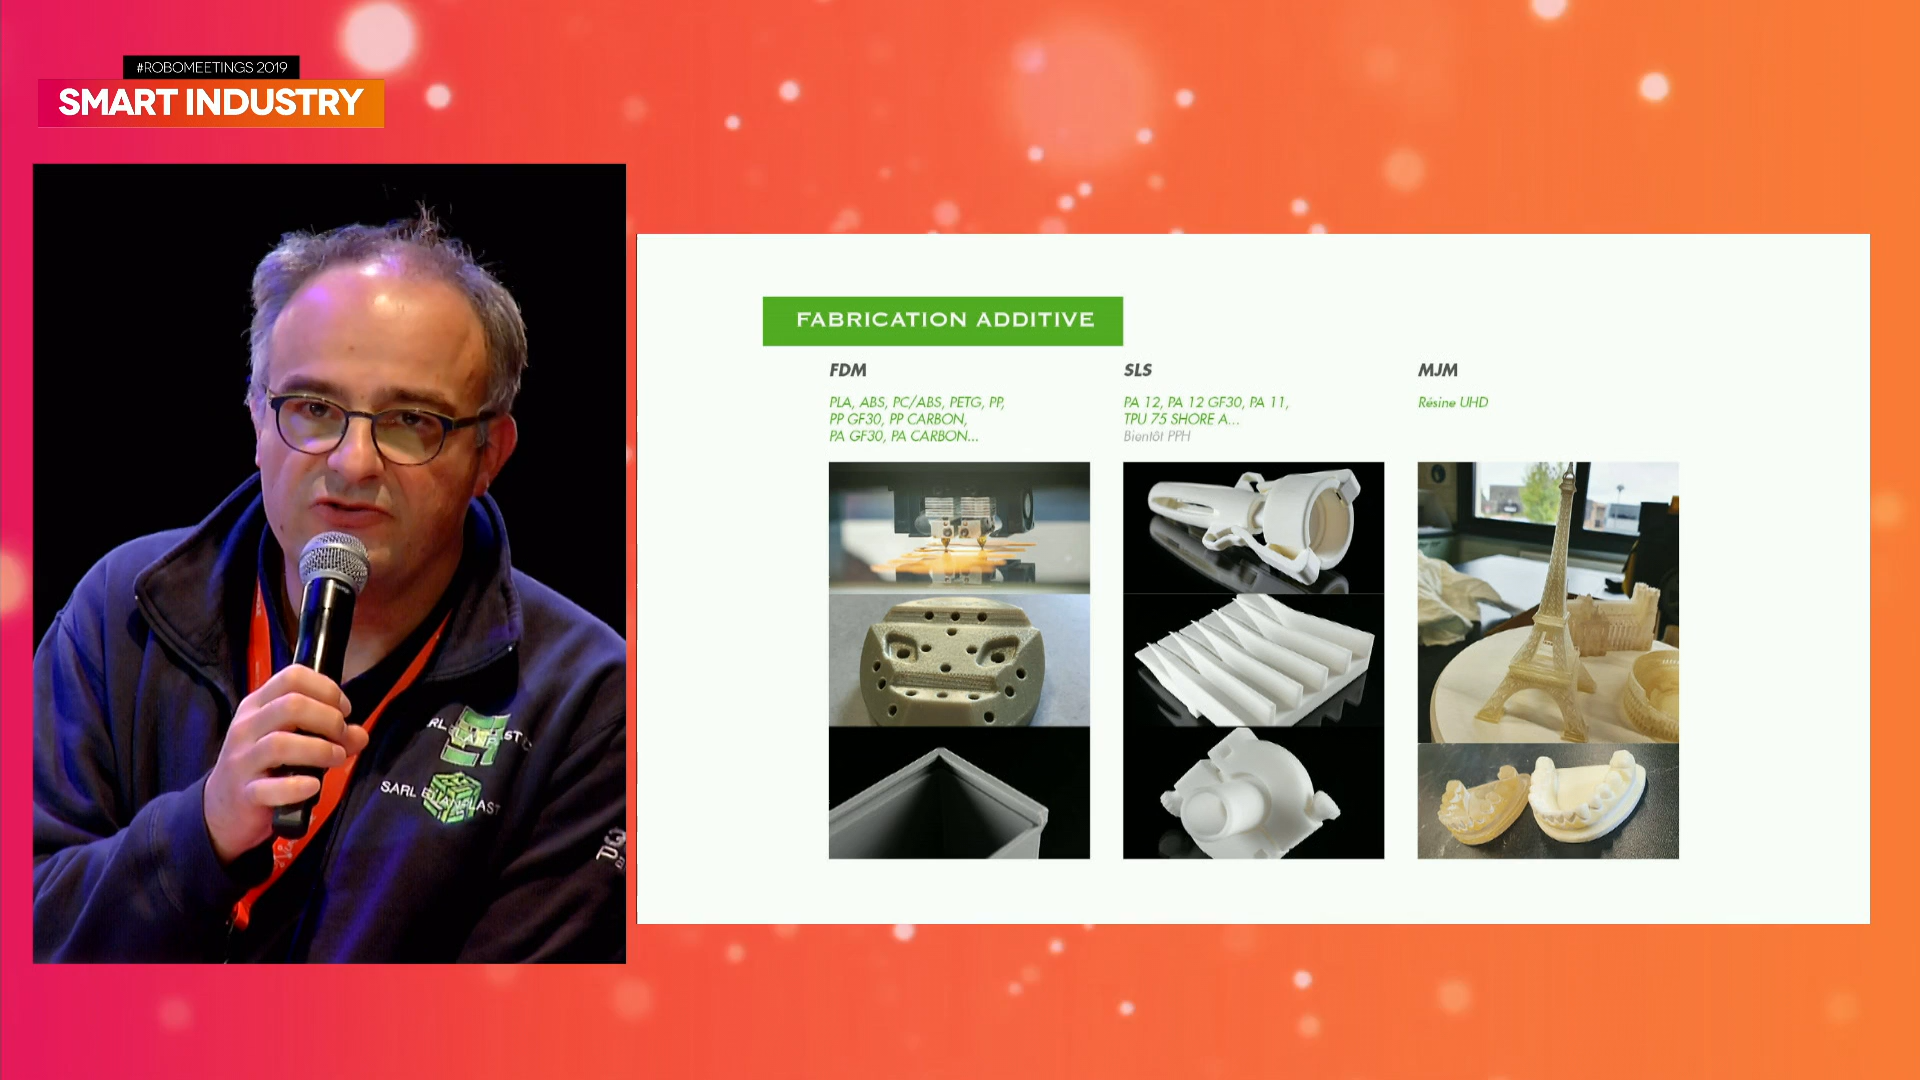 #ROBOMEETINGS 2019
SMART INDUSTRY
FABRICATION ADDITIVE
FDM
PLA, ABS, PC/ABS, PETG, PP,
PP GF30, PP CARBON,
PA GF30, PA CARBON...
SLS
PA 12, PA 12 GF30, PA 11,
TPU 75 SHORE A...
Bientôt PPH
MJM
Résine UHD
SARL